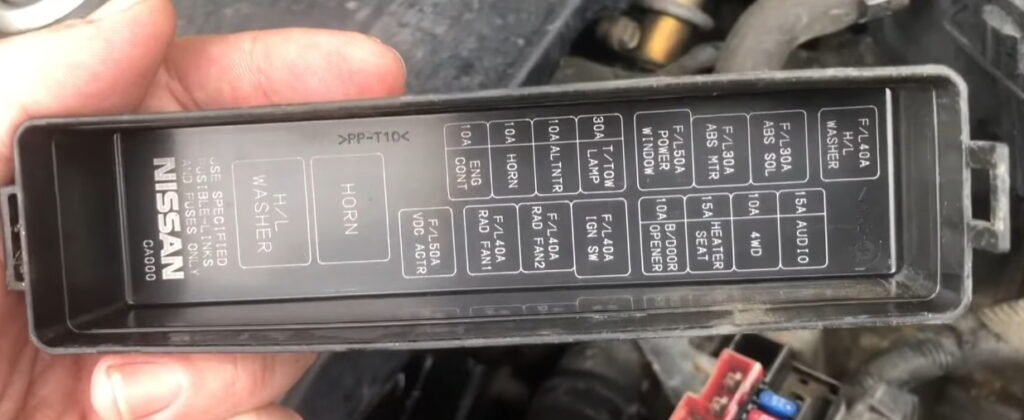 >PP-T10<
NISSAN
CA000
USE SPECIFIED
FUSIBLE-LINKS
AND FUSES ONLY
H/L
WASHER
HORN
10A ENG
CONT
10A HORN
10A ALTNTR
30A T/TOW
LAMP
F/L50A
POWER
WINDOW
F/L30A
ABS MTR
F/L30A
ABS SOL
F/L40A
H/L
WASHER
F/L50A
VDC ACTR
F/L40A
RAD FAN1
F/L40A
RAD FAN2
F/L40A
IGN SW
10A B/DOOR
OPENER
15A HEATER
SEAT
10A 4WD
15A AUDIO